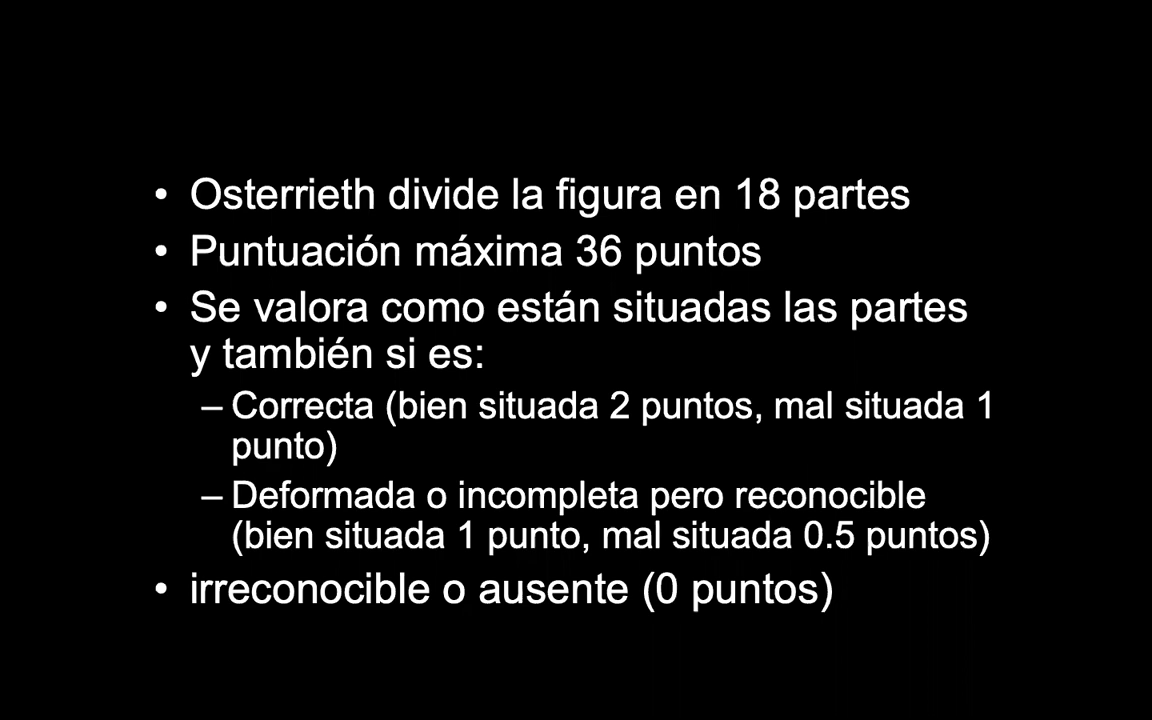 • Osterrieth divide la figura en 18 partes
• Puntuación máxima 36 puntos
• Se valora como están situadas las partes
y también si es:
– Correcta (bien situada 2 puntos, mal situada 1
punto)
– Deformada o incompleta pero reconocible
(bien situada 1 punto, mal situada 0.5 puntos)
• irreconocible o ausente (0 puntos)